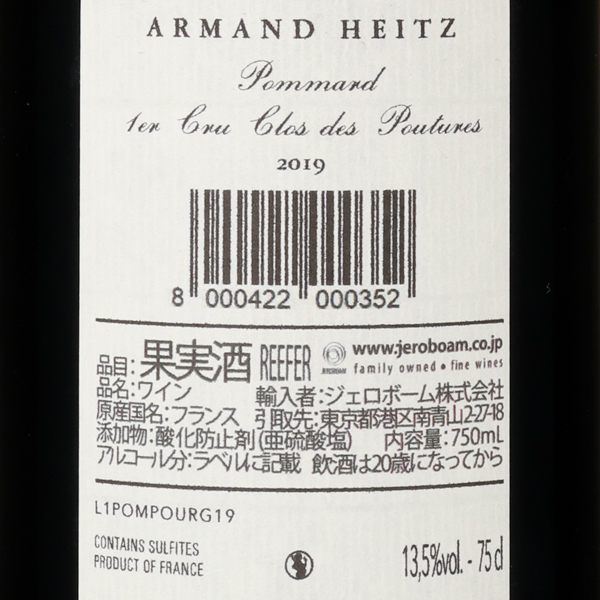 ARMAND HEITZ
Pommard
1er Cru Clos des Poutures
2019
8 000422 000352
品目:果実酒 REEFER JEROBOAM www.jeroboam.co.jp
family owned • fine wines
品名:ワイン 輸入者:ジェロボーム株式会社
原産国名:フランス 引取先:東京都港区南青山2-27-18
添加物:酸化防止剤(亜硫酸塩) 内容量:750mL
アルコール分:ラベルに記載 飲酒は20歳になってから
L1POMPOURG19
CONTAINS SULFITES
PRODUCT OF FRANCE
13,5%vol. - 75cl